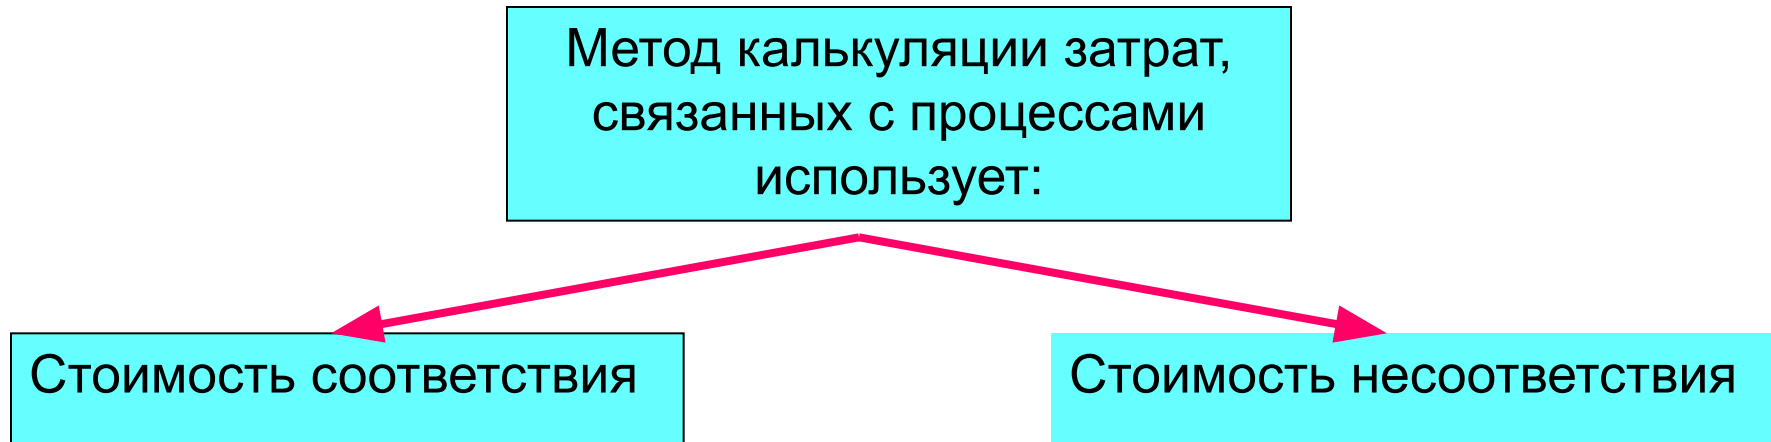 Метод калькуляции затрат,
связанных с процессами
использует:
Стоимость соответствия
Стоимость несоответствия